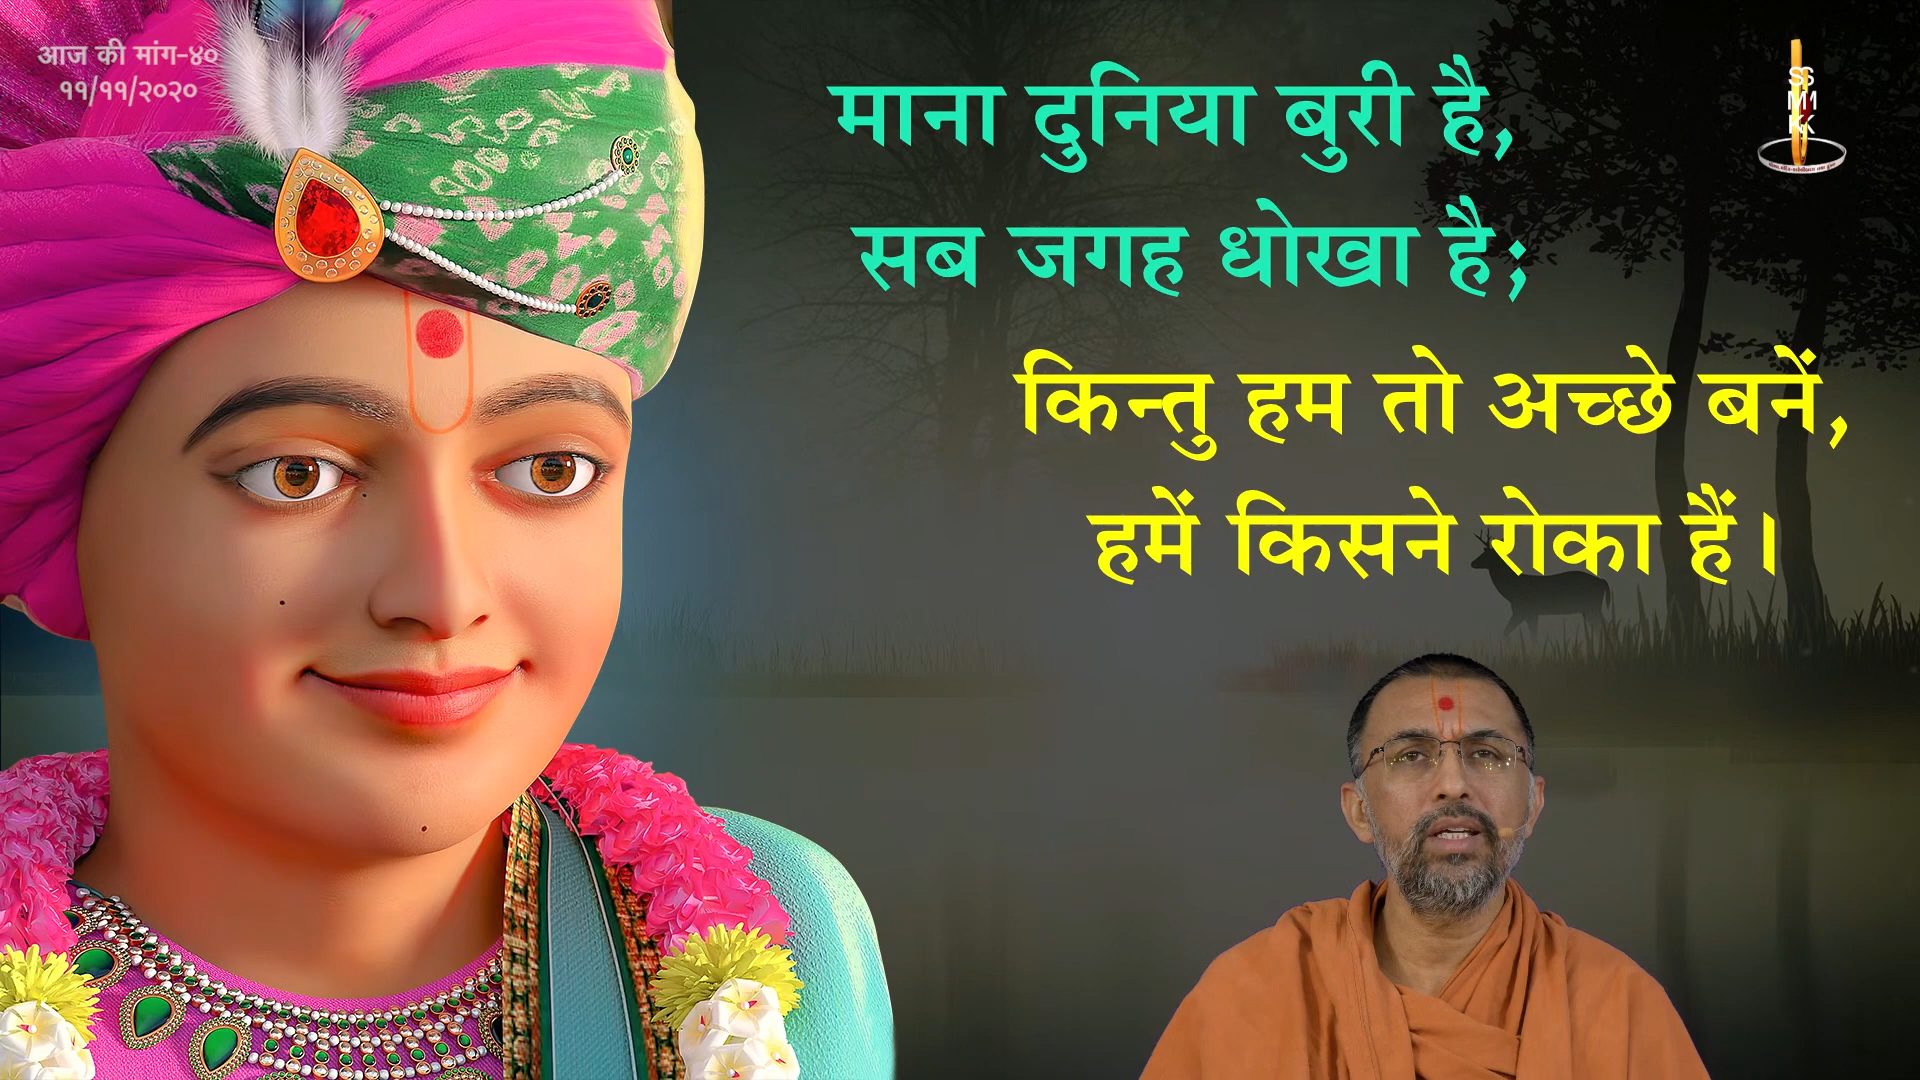 आज की मांग-४०
११/११/२०२०
माना दुनिया बुरी है,
सब जगह धोखा है;
किन्तु हम तो अच्छे बनें,
हमें किसने रोका हैं।